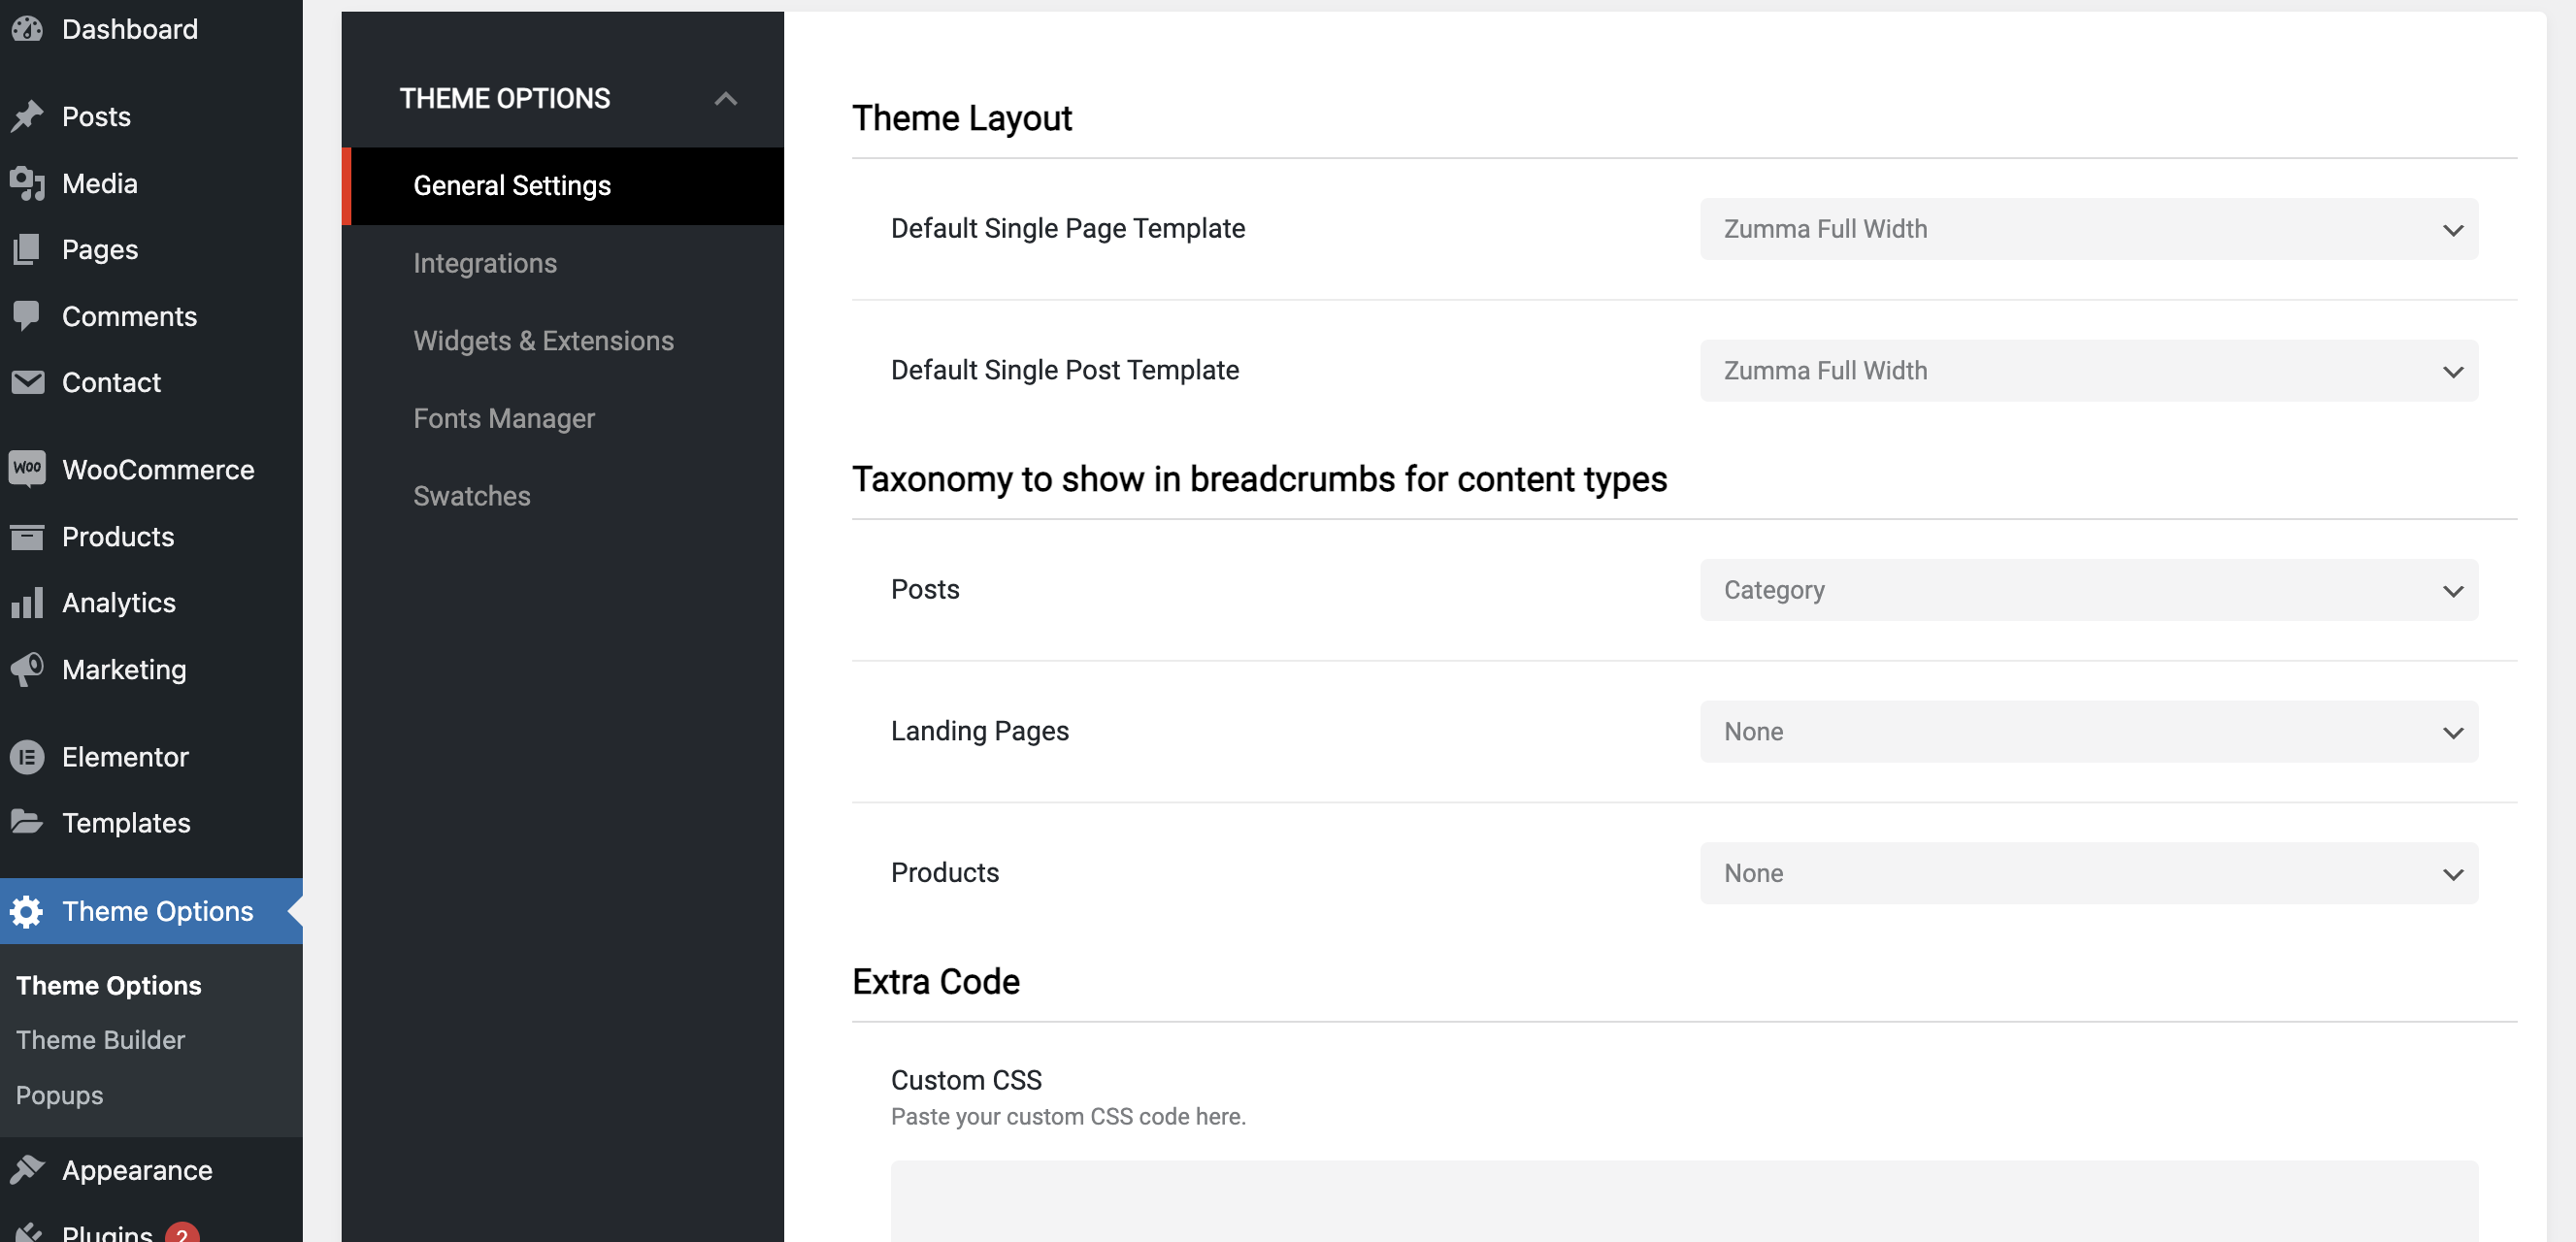 Dashboard
Posts
Media
Pages
Comments
Contact
Woo WooCommerce
Products
Analytics
Marketing
Elementor
Templates
Theme Options
Theme Options
Theme Builder
Popups
Appearance
Plugins 2
THEME OPTIONS
General Settings
Integrations
Widgets & Extensions
Fonts Manager
Swatches
Theme Layout
Default Single Page Template Zumma Full Width
Default Single Post Template Zumma Full Width
Taxonomy to show in breadcrumbs for content types
Posts Category
Landing Pages None
Products None
Extra Code
Custom CSS
Paste your custom CSS code here.